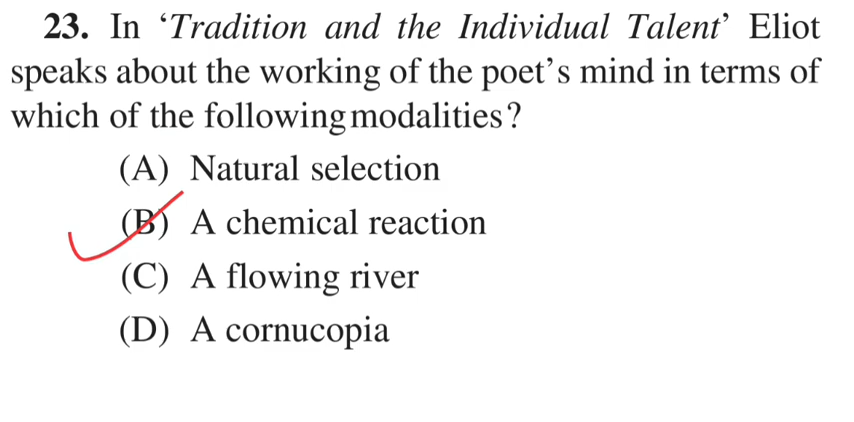 23. In ‘Tradition and the Individual Talent’ Eliot
speaks about the working of the poet’s mind in terms of
which of the following modalities?
(A) Natural selection
(B) A chemical reaction
(C) A flowing river
(D) A cornucopia